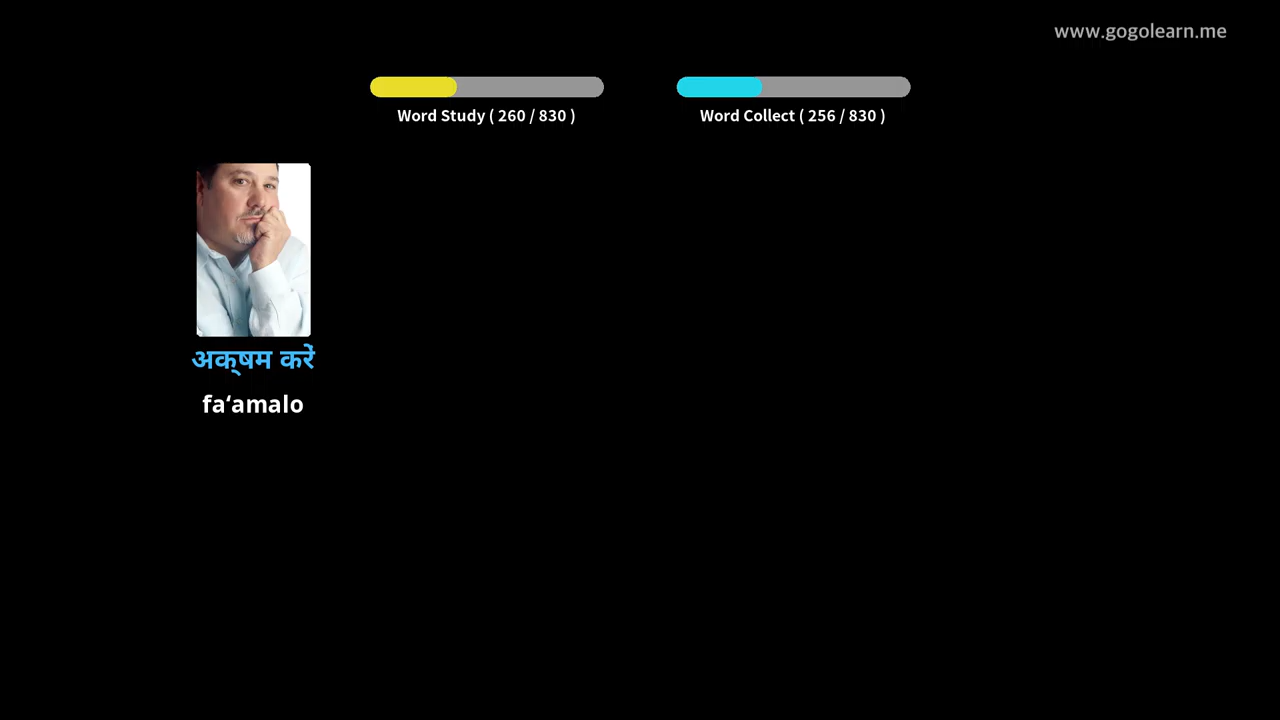 www.gogolearn.me
Word Study ( 260 / 830 )
Word Collect ( 256 / 830 )
अक्षम करें
fa‘amalo